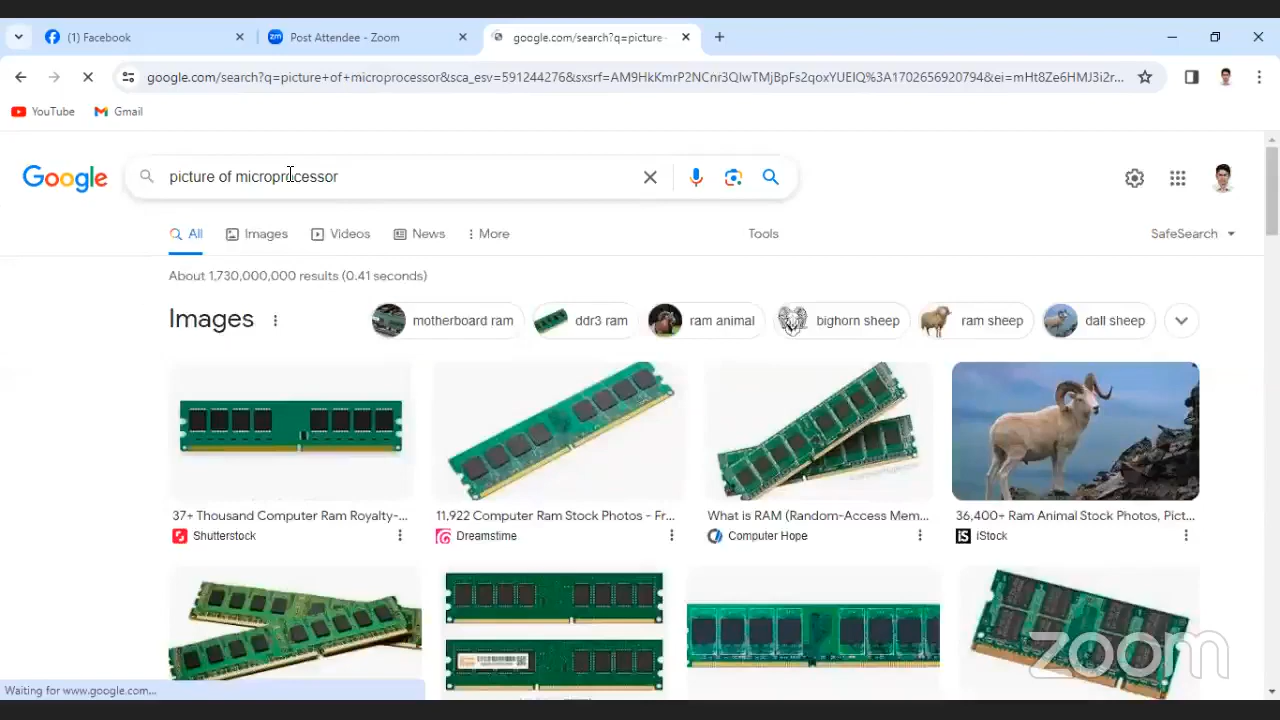 (1) Facebook
Post Attendee - Zoom
google.com/search?q=picture
google.com/search?q=picture+of+microprocessor&sca_esv=591244276&sxsrf=AM9HkKmrP2NCnr3QIwTMjBpFs2qoxYUEIQ%3A1702656920794&ei=mHt8Ze6HMJ3i2r...
YouTube
Gmail
Google
picture of microprocessor
All
Images
Videos
News
More
Tools
SafeSearch
About 1,730,000,000 results (0.41 seconds)
Images
motherboard ram
ddr3 ram
ram animal
bighorn sheep
ram sheep
dall sheep
37+ Thousand Computer Ram Royalty-...
11,922 Computer Ram Stock Photos - Fr...
What is RAM (Random-Access Mem...
36,400+ Ram Animal Stock Photos, Pict...
Shutterstock
Dreamstime
Computer Hope
iStock
zoom
Waiting for www.google.com...